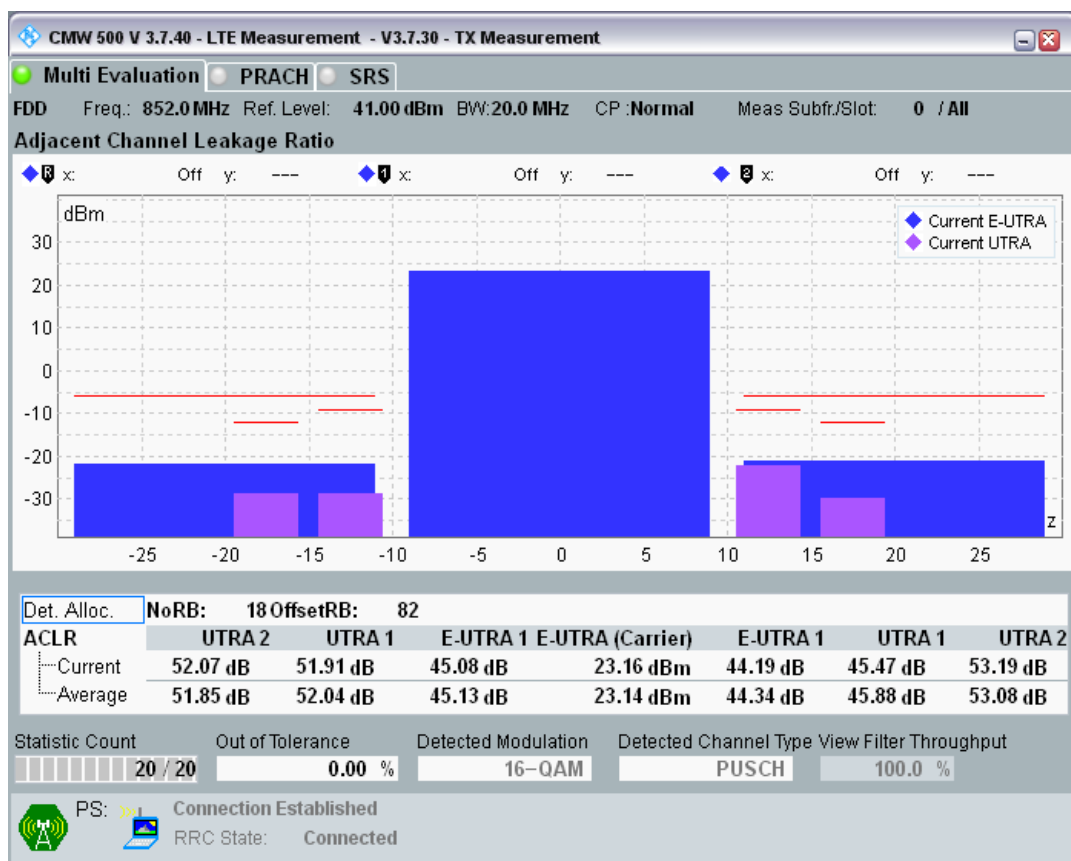 CMW 500 V 3.7.40 - LTE Measurement - V3.7.30 - TX Measurement
Multi Evaluation PRACH SRS
FDD Freq.: 852.0 MHz Ref. Level: 41.00 dBm BW:20.0 MHz CP :Normal Meas Subfr./Slot: 0 / All
Adjacent Channel Leakage Ratio
R x: Off y: --- 1 x: Off y: --- 2 x: Off y: ---
dBm
Current E-UTRA
Current UTRA
30
20
10
0
-10
-20
-30
z
-25 -20 -15 -10 -5 0 5 10 15 20 25
Det. Alloc. NoRB: 18 OffsetRB: 82
ACLR UTRA 2 UTRA 1 E-UTRA 1 E-UTRA (Carrier) E-UTRA 1 UTRA 1 UTRA 2
Current 52.07 dB 51.91 dB 45.08 dB 23.16 dBm 44.19 dB 45.47 dB 53.19 dB
Average 51.85 dB 52.04 dB 45.13 dB 23.14 dBm 44.34 dB 45.88 dB 53.08 dB
Statistic Count Out of Tolerance Detected Modulation Detected Channel Type View Filter Throughput
20 / 20 0.00 % 16-QAM PUSCH 100.0 %
PS: Connection Established
RRC State: Connected